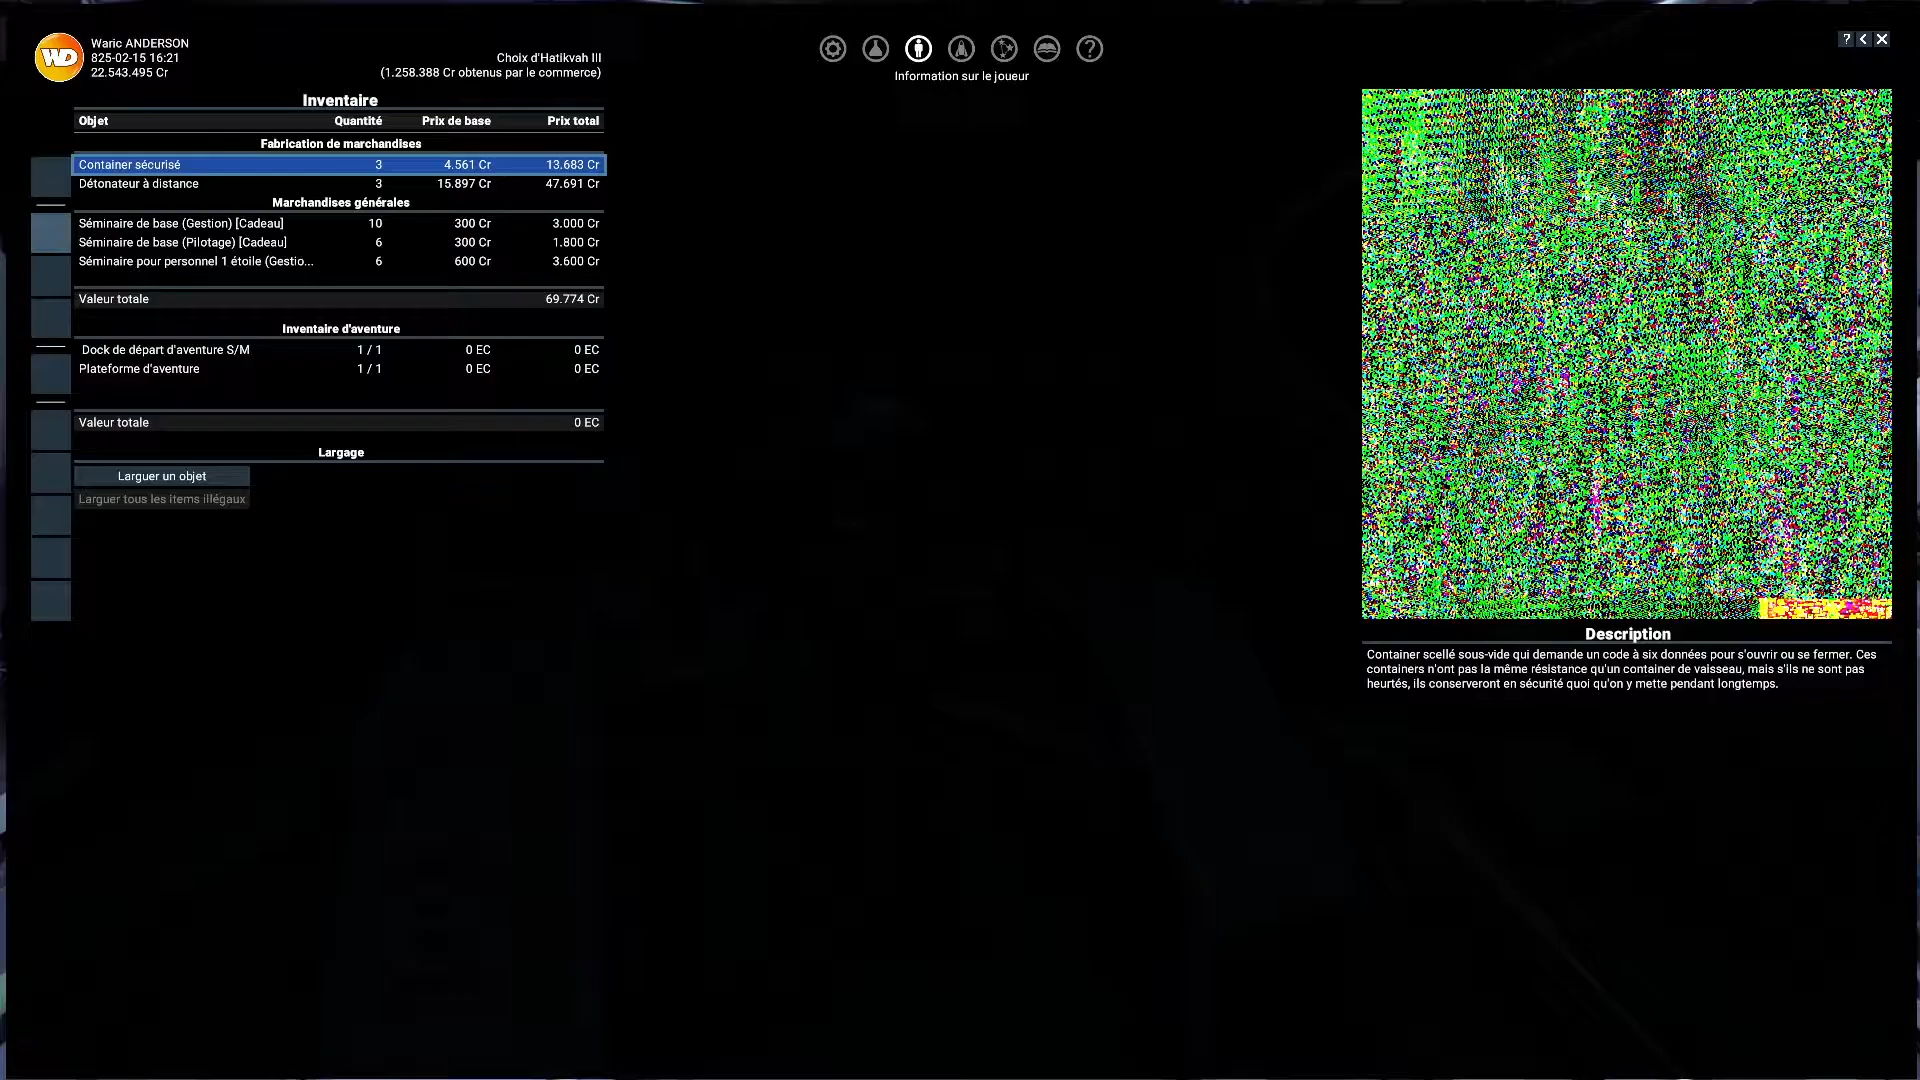 WD
Waric ANDERSON
825-02-15 16:21
22.543.495 Cr
Choix d'Hatikvah III
(1.258.388 Cr obtenus par le commerce)
?
Information sur le joueur
? < X
Inventaire
Objet Quantité Prix de base Prix total
Fabrication de marchandises
Container sécurisé 3 4.561 Cr 13.683 Cr
Détonateur à distance 3 15.897 Cr 47.691 Cr
Marchandises générales
Séminaire de base (Gestion) [Cadeau] 10 300 Cr 3.000 Cr
Séminaire de base (Pilotage) [Cadeau] 6 300 Cr 1.800 Cr
Séminaire pour personnel 1 étoile (Gestio... 6 600 Cr 3.600 Cr
Valeur totale 69.774 Cr
Inventaire d'aventure
Dock de départ d'aventure S/M 1 / 1 0 EC 0 EC
Plateforme d'aventure 1 / 1 0 EC 0 EC
Valeur totale 0 EC
Largage
Larguer un objet
Larguer tous les items illégaux
Description
Container scellé sous-vide qui demande un code à six données pour s'ouvrir ou se fermer. Ces
containers n'ont pas la même résistance qu'un container de vaisseau, mais s'ils ne sont pas
heurtés, ils conserveront en sécurité quoi qu'on y mette pendant longtemps.